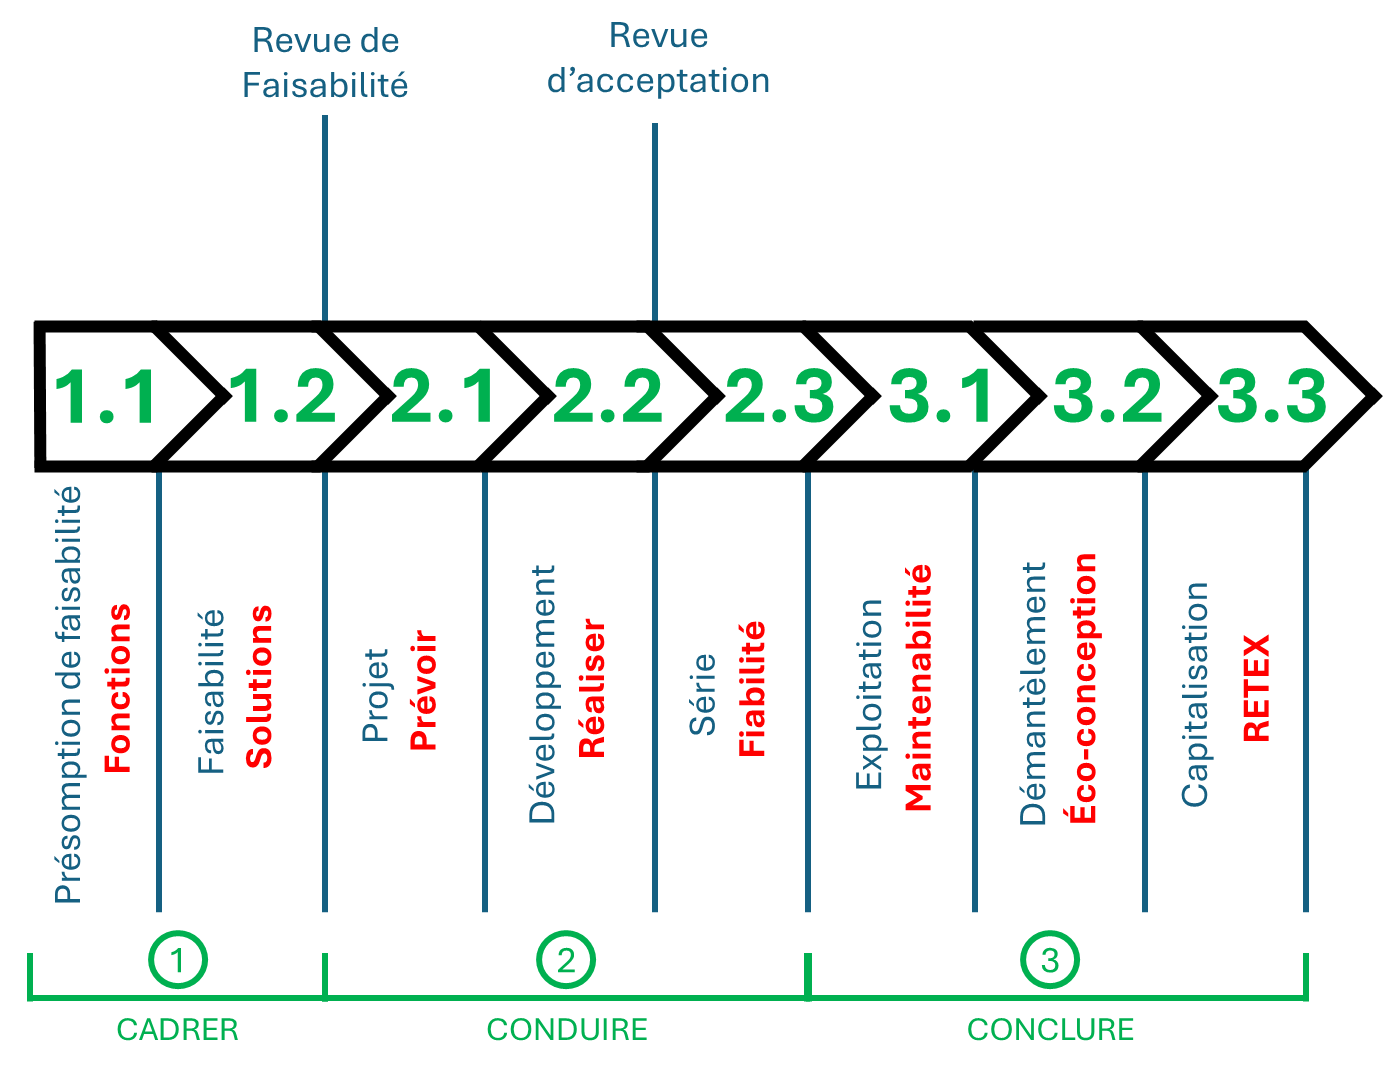 Revue de
Faisabilité
Revue
d’acceptation
1.1
1.2
2.1
2.2
2.3
3.1
3.2
3.3
Présomption de faisabilité
Fonctions
Faisabilité
Solutions
Projet
Prévoir
Développement
Réaliser
Série
Fiabilité
Exploitation
Maintenabilité
Démantèlement
Éco-conception
Capitalisation
RETEX
1
2
3
CADRER
CONDUIRE
CONCLURE